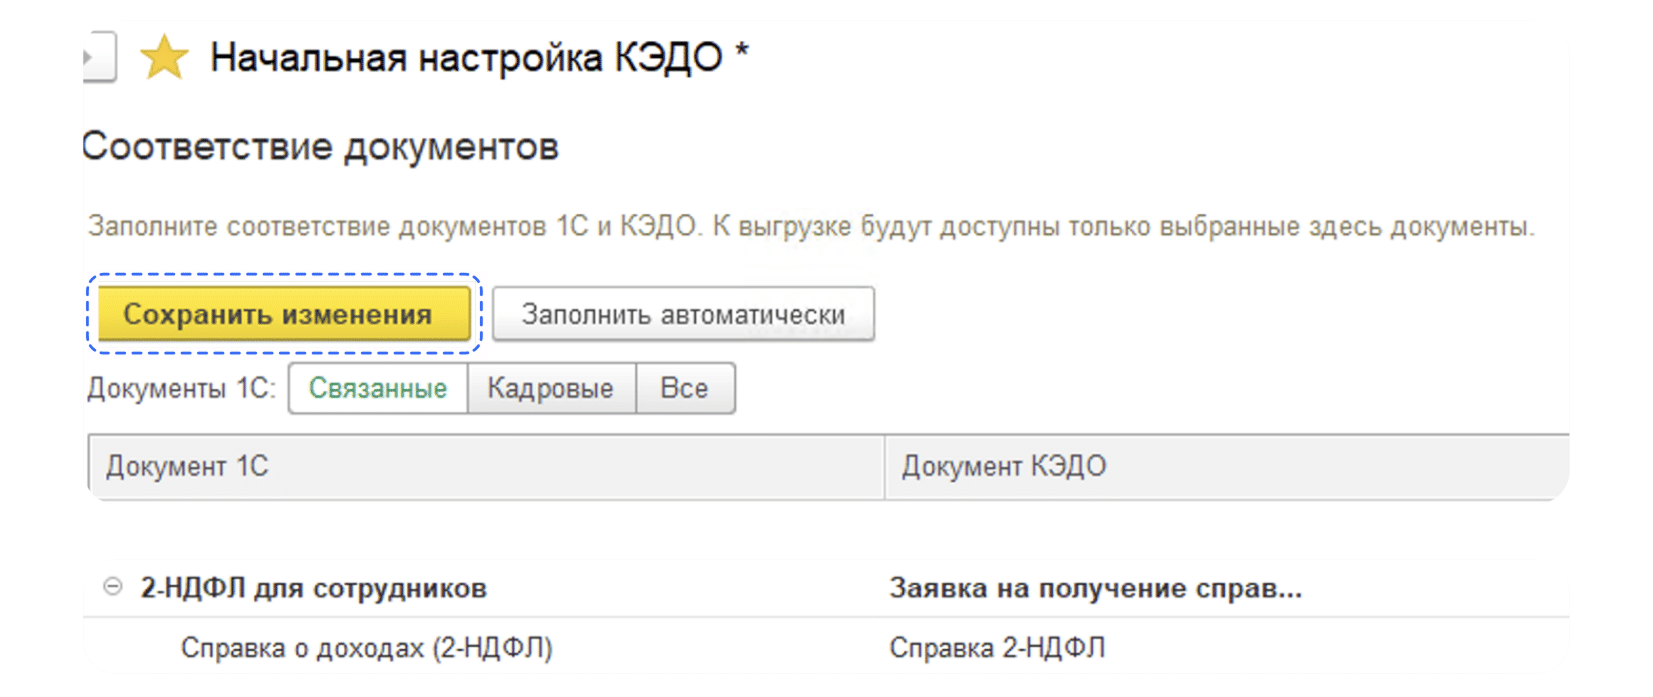 Начальная настройка КЭДО *
Соответствие документов
Заполните соответствие документов 1С и КЭДО. К выгрузке будут доступны только выбранные здесь документы.
Сохранить изменения Заполнить автоматически
Документы 1С: Связанные Кадровые Все
Документ 1С Документ КЭДО
2-НДФЛ для сотрудников Заявка на получение справ...
Справка о доходах (2-НДФЛ) Справка 2-НДФЛ